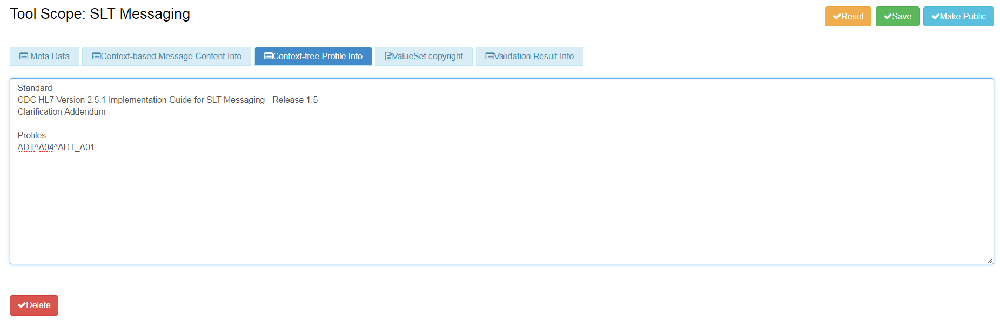 Tool Scope: SLT Messaging
Reset Save Make Public
Meta Data Context-based Message Content Info Context-free Profile Info ValueSet copyright Validation Result Info
Standard
CDC HL7 Version 2.5.1 Implementation Guide for SLT Messaging - Release 1.5
Clarification Addendum
Profiles
ADT^A04^ADT_A01
...
Delete